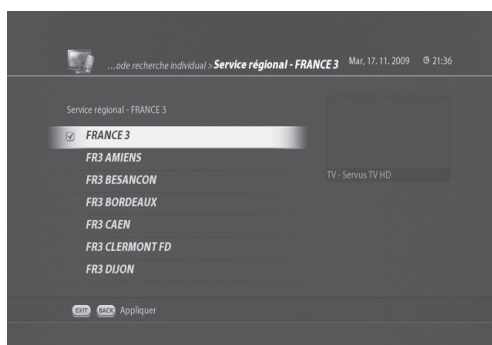 ...ode recherche individual > Service régional - FRANCE 3 Mar, 17. 11. 2009 21:36
Service régional - FRANCE 3
FRANCE 3
FR3 AMIENS
FR3 BESANCON
TV - Servus TV HD
FR3 BORDEAUX
FR3 CAEN
FR3 CLERMONT FD
FR3 DIJON
EXIT BACK Appliquer